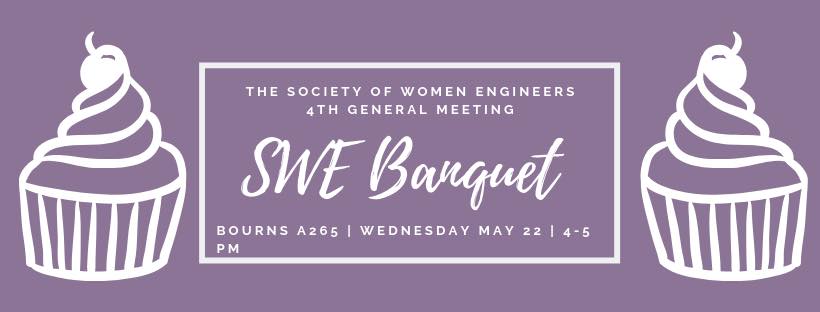 THE SOCIETY OF WOMEN ENGINEERS
4TH GENERAL MEETING
SWE Banquet
BOURNS A265 | WEDNESDAY MAY 22 | 4-5
PM